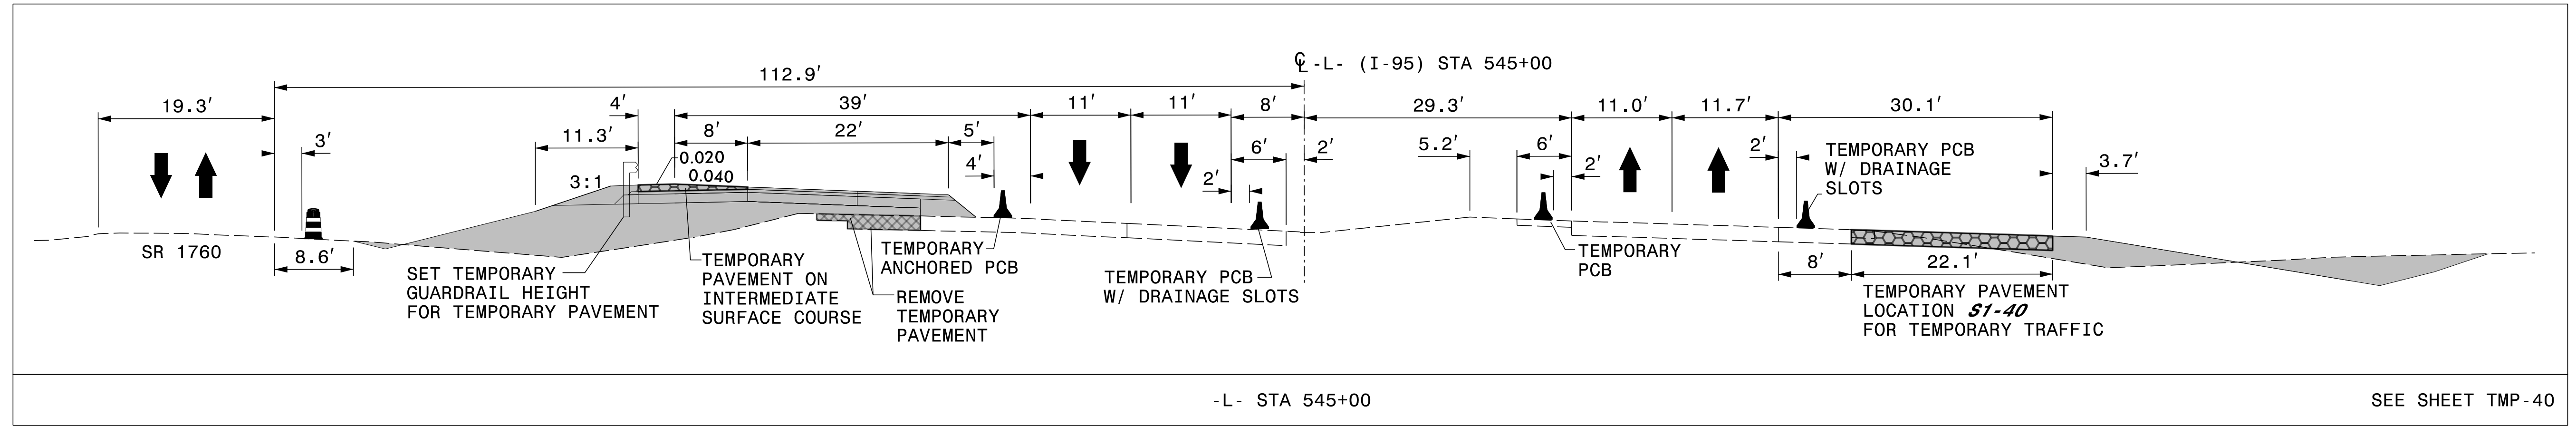 ℄ -L- (I-95) STA 545+00
112.9′
19.3′
4′
39′
11′
11′
8′
29.3′
11.0′
11.7′
30.1′
3′
11.3′
8′
22′
5′
4′
6′
2′
2′
5.2′
6′
2′
2′
3.7′
0.020
0.040
3:1
TEMPORARY PCB
W/ DRAINAGE
SLOTS
SR 1760
8.6′
SET TEMPORARY
GUARDRAIL HEIGHT
FOR TEMPORARY PAVEMENT
TEMPORARY
PAVEMENT ON
INTERMEDIATE
SURFACE COURSE
TEMPORARY
ANCHORED PCB
REMOVE
TEMPORARY
PAVEMENT
TEMPORARY PCB
W/ DRAINAGE SLOTS
TEMPORARY
PCB
8′
22.1′
TEMPORARY PAVEMENT
LOCATION S1-40
FOR TEMPORARY TRAFFIC
-L- STA 545+00
SEE SHEET TMP-40